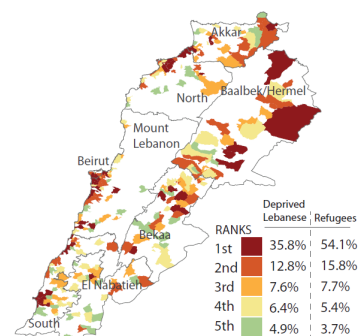 Akkar
North
Baalbek/Hermel
Mount
Lebanon
Beirut
Bekaa
El Nabatieh
South
Deprived
Lebanese
Refugees
RANKS
1st 35.8% 54.1%
2nd 12.8% 15.8%
3rd 7.6% 7.7%
4th 6.4% 5.4%
5th 4.9% 3.7%